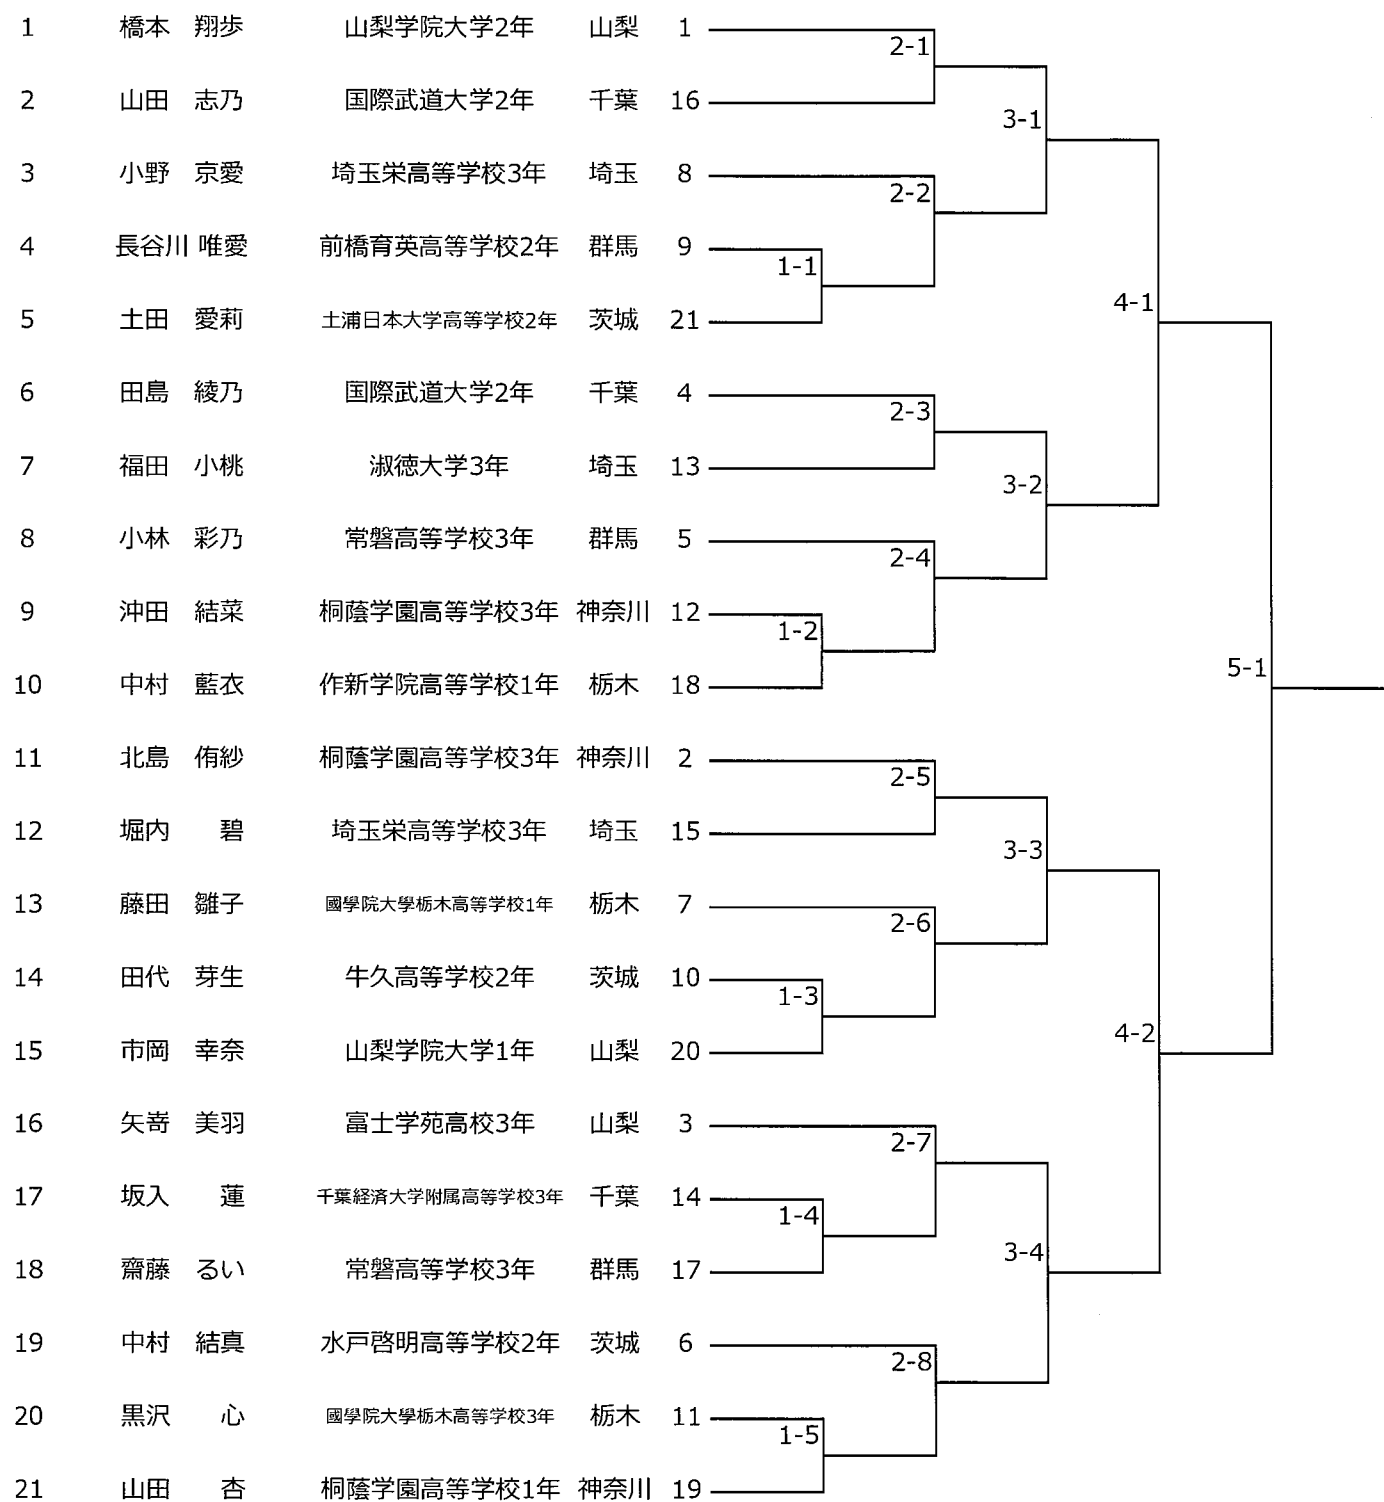 1 橋本 翔歩 山梨学院大学2年 山梨 1
2-1
2 山田 志乃 国際武道大学2年 千葉 16
3-1
3 小野 京愛 埼玉栄高等学校3年 埼玉 8
2-2
4 長谷川 唯愛 前橋育英高等学校2年 群馬 9
1-1
4-1
5 土田 愛莉 土浦日本大学高等学校2年 茨城 21
6 田島 綾乃 国際武道大学2年 千葉 4
2-3
7 福田 小桃 淑徳大学3年 埼玉 13
3-2
8 小林 彩乃 常磐高等学校3年 群馬 5
2-4
9 沖田 結菜 桐蔭学園高等学校3年 神奈川 12
1-2
5-1
10 中村 藍衣 作新学院高等学校1年 栃木 18
11 北島 侑紗 桐蔭学園高等学校3年 神奈川 2
2-5
12 堀内 碧 埼玉栄高等学校3年 埼玉 15
3-3
13 藤田 雛子 國學院大學栃木高等学校1年 栃木 7
2-6
14 田代 芽生 牛久高等学校2年 茨城 10
1-3
4-2
15 市岡 幸奈 山梨学院大学1年 山梨 20
16 矢嵜 美羽 富士学苑高校3年 山梨 3
2-7
17 坂入 蓮 千葉経済大学附属高等学校3年 千葉 14
1-4
3-4
18 齋藤 るい 常磐高等学校3年 群馬 17
19 中村 結真 水戸啓明高等学校2年 茨城 6
2-8
20 黒沢 心 國學院大學栃木高等学校3年 栃木 11
1-5
21 山田 杏 桐蔭学園高等学校1年 神奈川 19